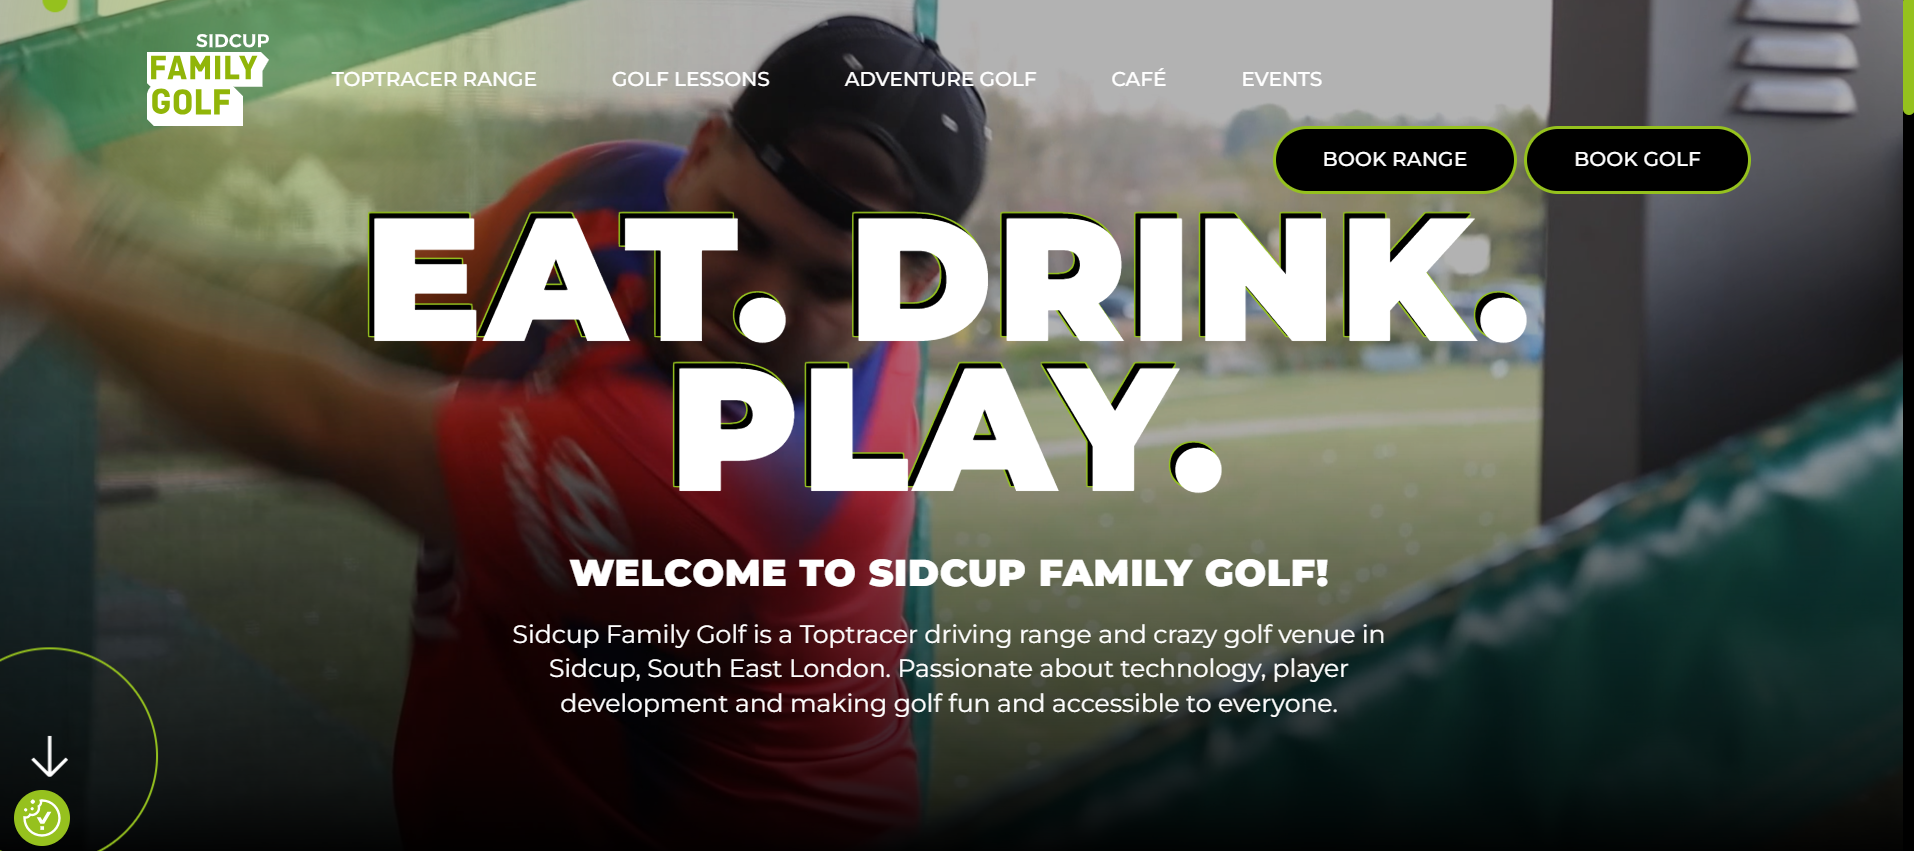 SIDCUP
FAMILY
GOLF
TOPTRACER RANGE
GOLF LESSONS
ADVENTURE GOLF
CAFÉ
EVENTS
BOOK RANGE
BOOK GOLF
EAT. DRINK.
PLAY.
WELCOME TO SIDCUP FAMILY GOLF!
Sidcup Family Golf is a Toptracer driving range and crazy golf venue in
Sidcup, South East London. Passionate about technology, player
development and making golf fun and accessible to everyone.